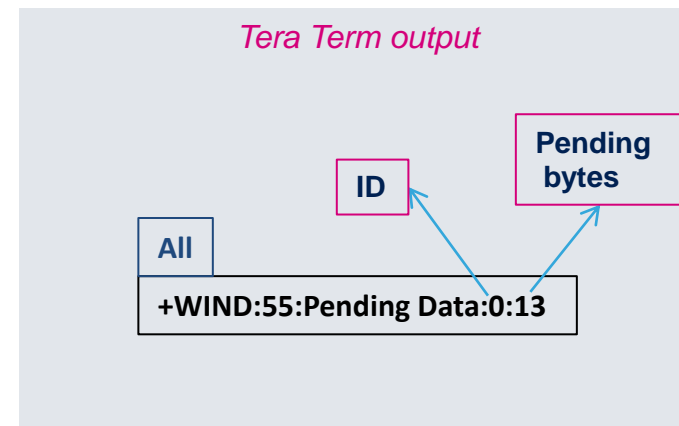 Tera Term output
Pending
bytes
ID
All
+WIND:55:Pending Data:0:13